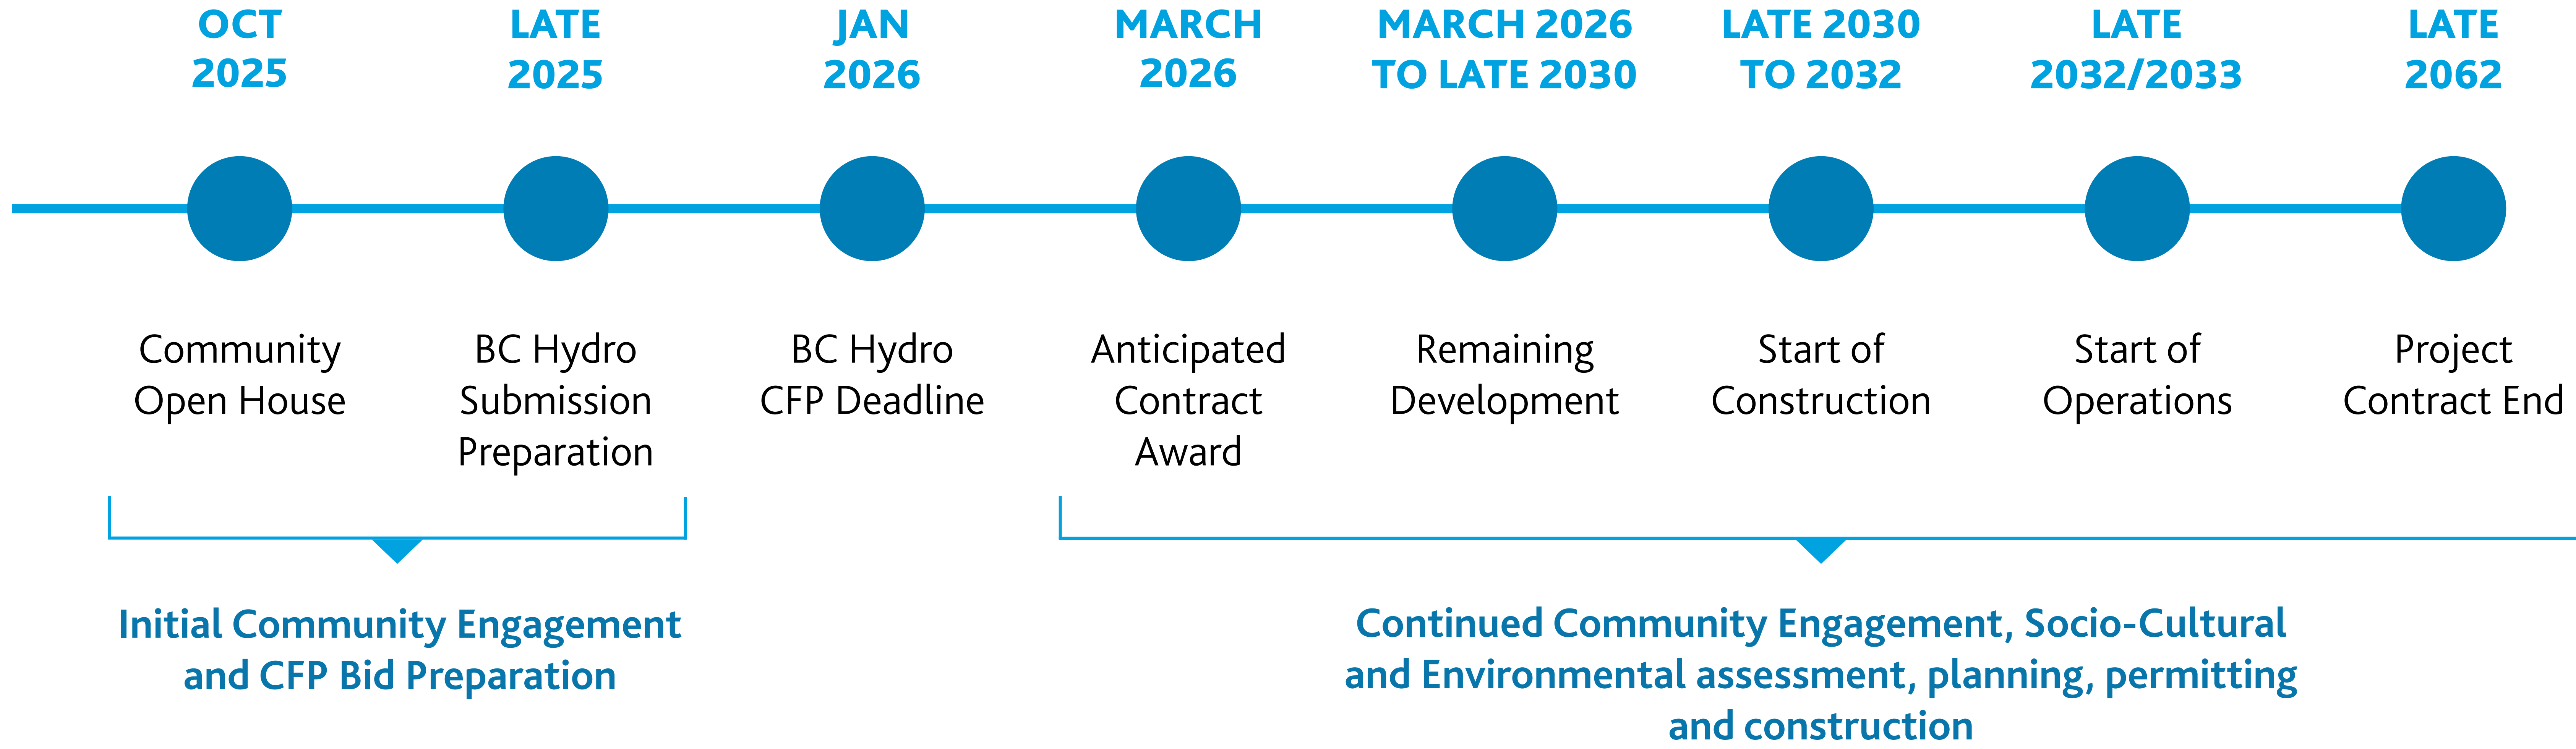 OCT
2025
LATE
2025
JAN
2026
MARCH
2026
MARCH 2026
TO LATE 2030
LATE 2030
TO 2032
LATE
2032/2033
LATE
2062
Community
Open House
BC Hydro
Submission
Preparation
BC Hydro
CFP Deadline
Anticipated
Contract
Award
Remaining
Development
Start of
Construction
Start of
Operations
Project
Contract End
Initial Community Engagement
and CFP Bid Preparation
Continued Community Engagement, Socio-Cultural
and Environmental assessment, planning, permitting
and construction